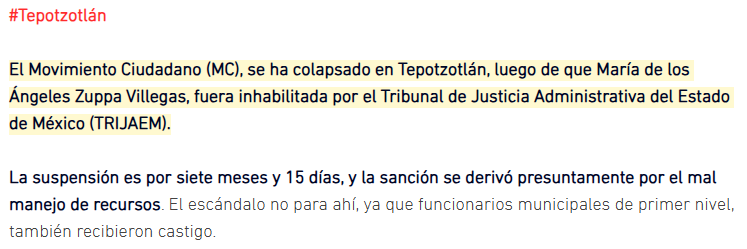 #Tepotzotlán
El Movimiento Ciudadano (MC), se ha colapsado en Tepotzotlán, luego de que María de los
Ángeles Zuppa Villegas, fuera inhabilitada por el Tribunal de Justicia Administrativa del Estado
de México (TRIJAEM).
La suspensión es por siete meses y 15 días, y la sanción se derivó presuntamente por el mal
manejo de recursos. El escándalo no para ahí, ya que funcionarios municipales de primer nivel,
también recibieron castigo.